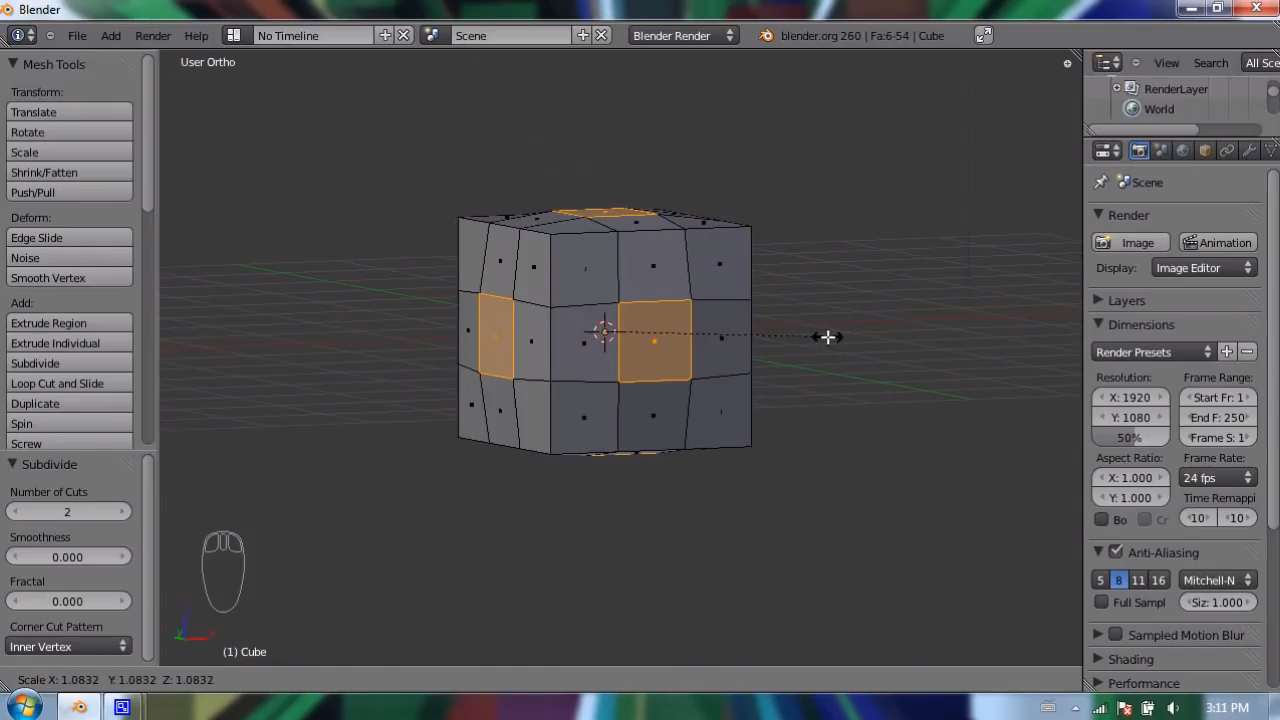 Blender
File Add Render Help No Timeline Scene Blender Render blender.org 260 | Fa:6-54 | Cube
Mesh Tools
Transform:
Translate
Rotate
Scale
Shrink/Fatten
Push/Pull
Deform:
Edge Slide
Noise
Smooth Vertex
Add:
Extrude Region
Extrude Individual
Subdivide
Loop Cut and Slide
Duplicate
Spin
Screw
Subdivide
Number of Cuts
2
Smoothness
0.000
Fractal
0.000
Corner Cut Pattern
Inner Vertex
User Ortho
(1) Cube
Scale X: 1.0832 Y: 1.0832 Z: 1.0832
View Search All Sce
RenderLayer
World
Scene
Render
Image Animation
Display: Image Editor
Layers
Dimensions
Render Presets
Resolution: Frame Range:
X: 1920 Start Fr: 1
Y: 1080 End F: 250
50% Frame S: 1
Aspect Ratio: Frame Rate:
X: 1.000 24 fps
Y: 1.000 Time Remappi
Bo Cr 10 10
Anti-Aliasing
5 8 11 16 Mitchell-N
Full Sampl Siz: 1.000
Sampled Motion Blur
Shading
Performance
3:11 PM